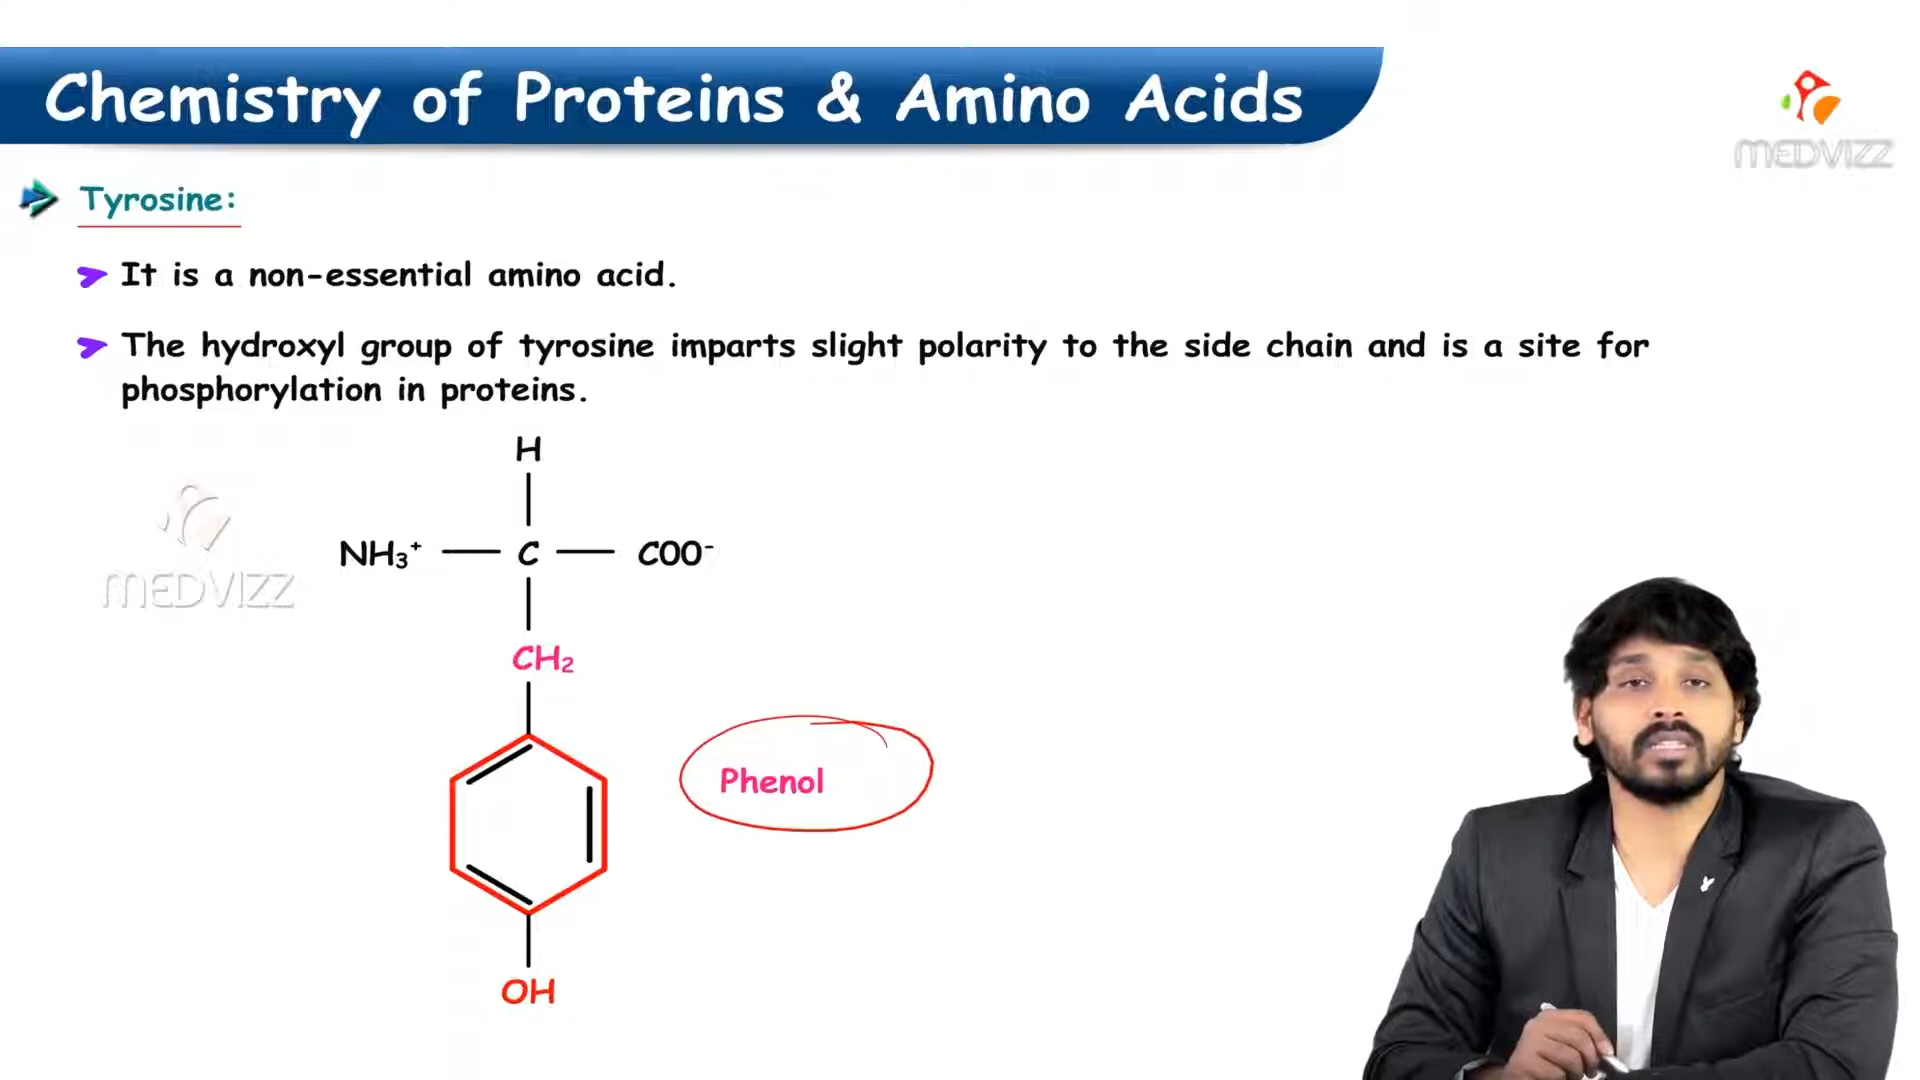 Chemistry of Proteins & Amino Acids
MEDVIZZ
Tyrosine:
It is a non-essential amino acid.
The hydroxyl group of tyrosine imparts slight polarity to the side chain and is a site for
phosphorylation in proteins.
H
NH₃⁺ C COO⁻
MEDVIZZ
CH₂
Phenol
OH